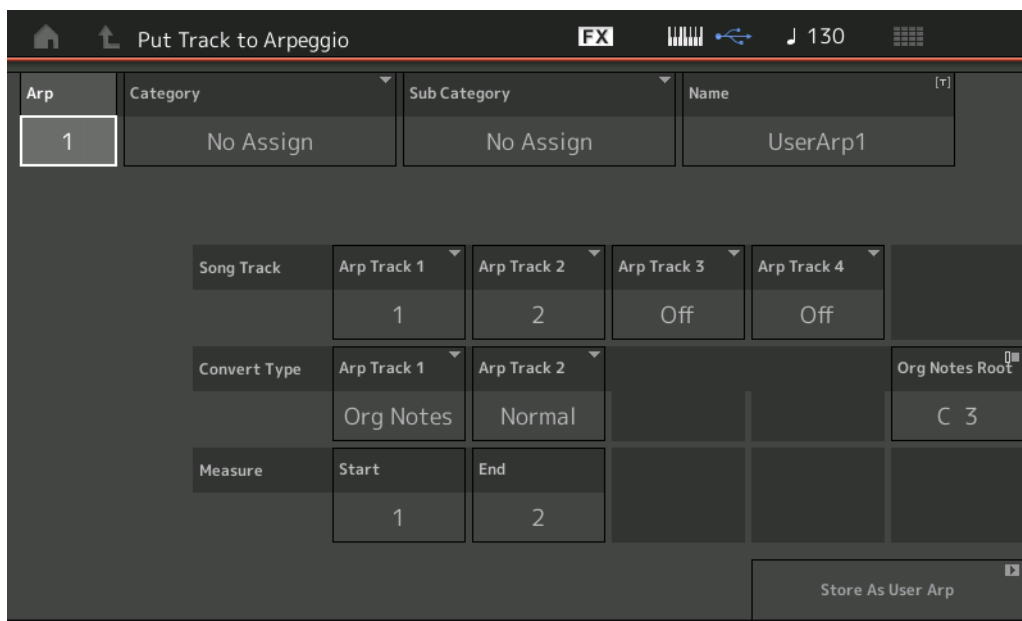 Put Track to Arpeggio FX 130
Arp Category Sub Category Name [T]
1 No Assign No Assign UserArp1
Song Track Arp Track 1 Arp Track 2 Arp Track 3 Arp Track 4
1 2 Off Off
Convert Type Arp Track 1 Arp Track 2 Org Notes Root
Org Notes Normal C 3
Measure Start End
1 2
Store As User Arp